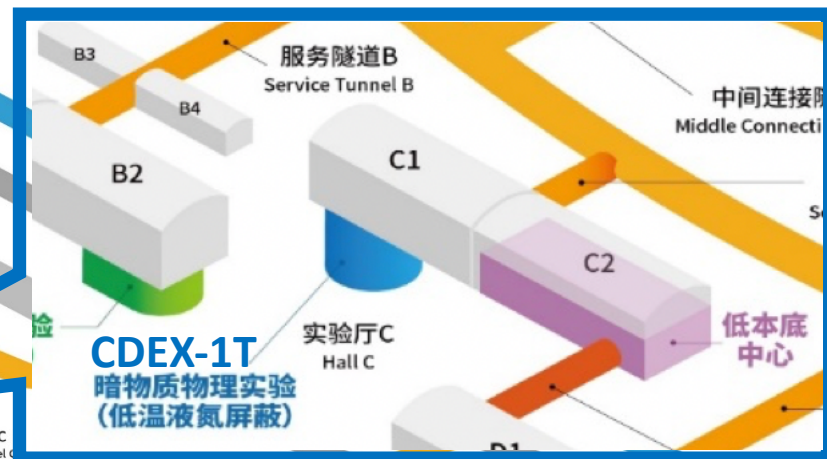 B3
服务隧道B
Service Tunnel B
B4
中间连接
Middle Connecti
B2
C1
C2
实验厅C
Hall C
低本底
中心
验
CDEX-1T
暗物质物理实验
(低温液氮屏蔽)
D1
C